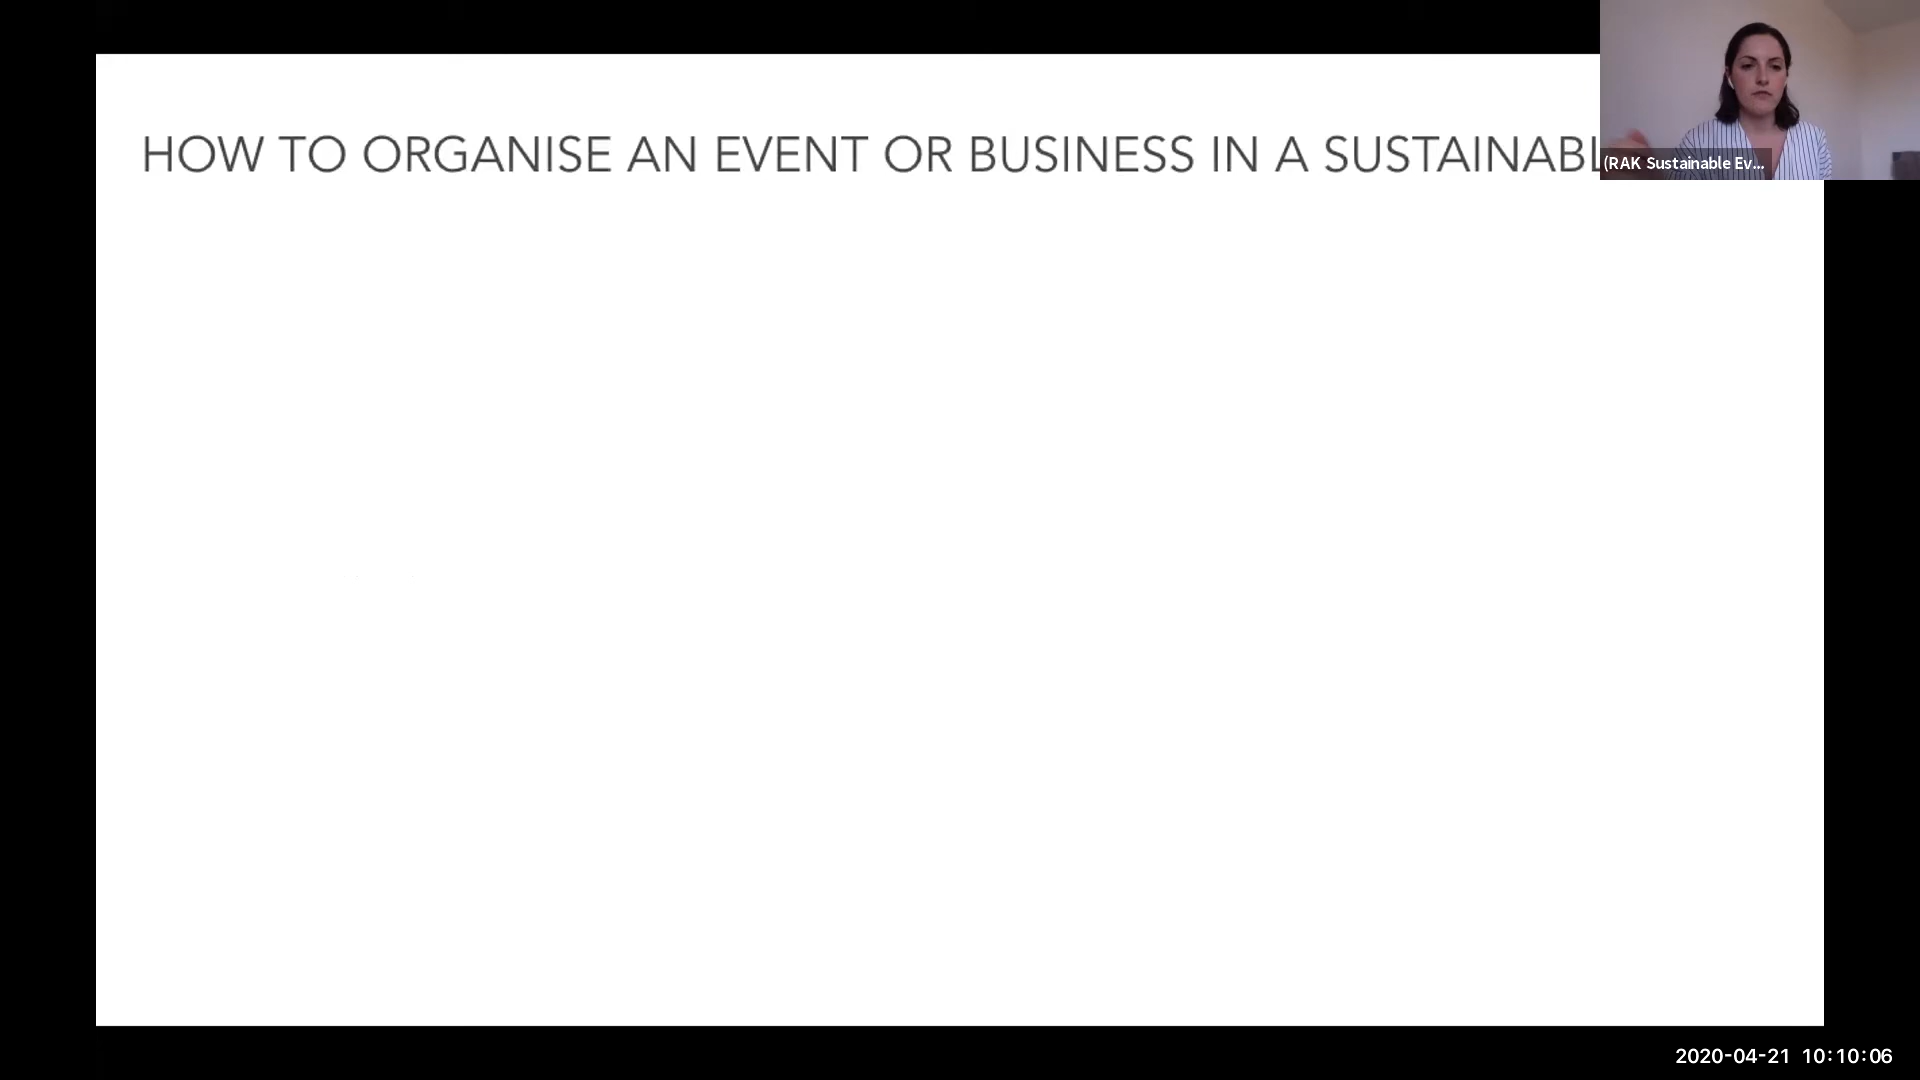 HOW TO ORGANISE AN EVENT OR BUSINESS IN A SUSTAINABL
(RAK Sustainable Ev...
2020-04-21 10:10:06